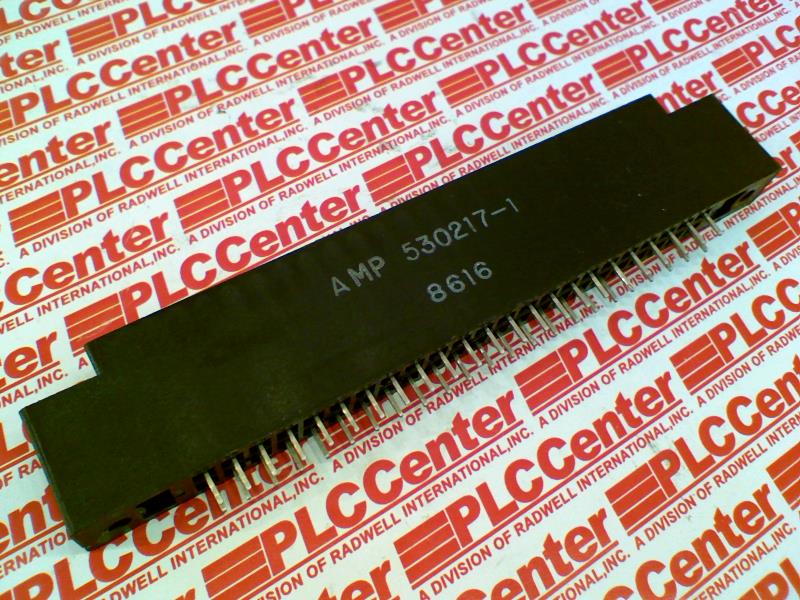 AMP 530217-1
8616
PLCCenter
A DIVISION OF RADWELL INTERNATIONAL, INC.